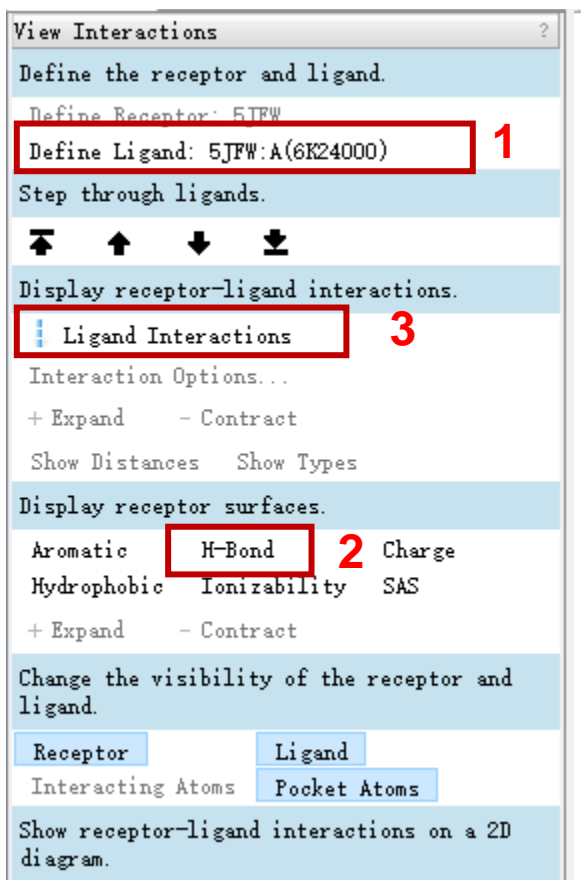 View Interactions ?
Define the receptor and ligand.
Define Receptor: 5JFW
Define Ligand: 5JFW:A(6K24000) 1
Step through ligands.
Display receptor-ligand interactions.
Ligand Interactions 3
Interaction Options...
+ Expand - Contract
Show Distances Show Types
Display receptor surfaces.
Aromatic H-Bond 2 Charge
Hydrophobic Ionizability SAS
+ Expand - Contract
Change the visibility of the receptor and
ligand.
Receptor Ligand
Interacting Atoms Pocket Atoms
Show receptor-ligand interactions on a 2D
diagram.